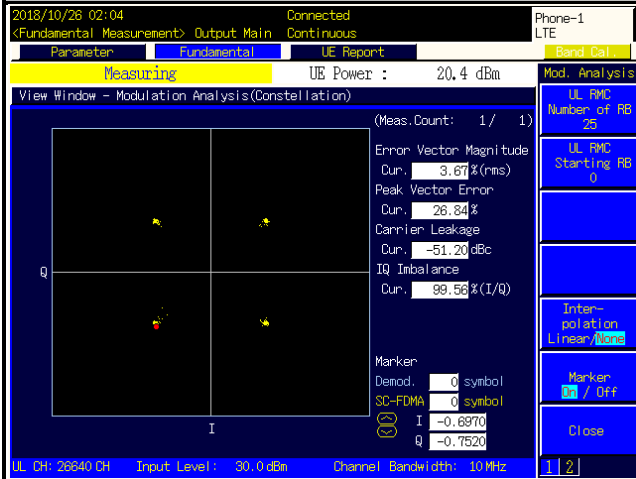 2018/10/26 02:04 Connected Phone-1
<Fundamental Measurement> Output Main Continuous LTE
Parameter Fundamental UE Report Band Cal.
Measuring UE Power : 20.4 dBm Mod. Analysis
View Window - Modulation Analysis(Constellation)
UL RMC
Number of RB
25
(Meas.Count: 1/ 1)
Error Vector Magnitude
Cur. 3.67 %(rms)
Peak Vector Error
Cur. 26.84 %
Carrier Leakage
Cur. -51.20 dBc
IQ Imbalance
Cur. 99.56 %(I/Q)
UL RMC
Starting RB
0
Q
I
Inter-
polation
Linear/None
Marker
Demod. 0 symbol
SC-FDMA 0 symbol
I -0.6970
Q -0.7520
Marker
On / Off
Close
UL CH: 26640 CH Input Level: 30.0 dBm Channel Bandwidth: 10 MHz 1 2